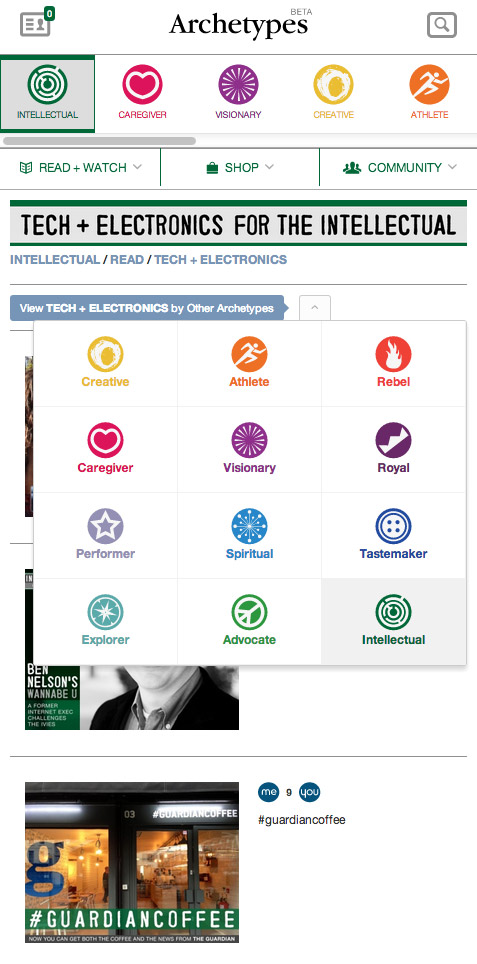 0
Archetypes
BETA
INTELLECTUAL
CAREGIVER
VISIONARY
CREATIVE
ATHLETE
READ + WATCH
SHOP
COMMUNITY
TECH + ELECTRONICS FOR THE INTELLECTUAL
INTELLECTUAL / READ / TECH + ELECTRONICS
View TECH + ELECTRONICS by Other Archetypes
Creative
Athlete
Rebel
Caregiver
Visionary
Royal
Performer
Spiritual
Tastemaker
Explorer
Advocate
Intellectual
BEN
NELSON'S
WANNABE U
A FORMER
INTERNET EXEC
CHALLENGES
THE IVIES
me 9 you
#guardiancoffee
03 #GUARDIANCOFFEE
g
#GUARDIANCOFFEE
NOW YOU CAN GET BOTH THE COFFEE AND THE NEWS FROM THE GUARDIAN